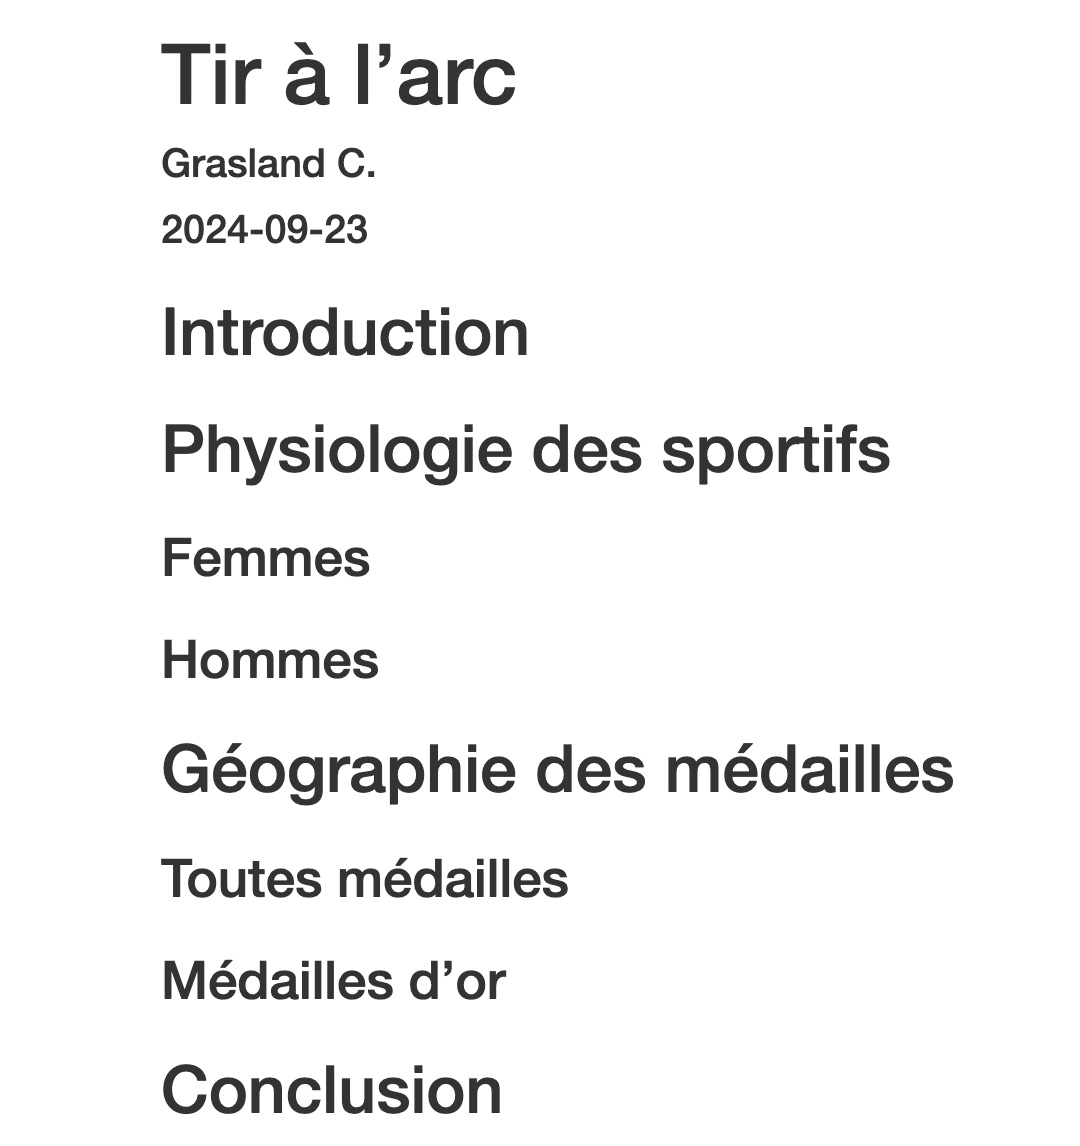 Tir à l’arc
Grasland C.
2024-09-23
Introduction
Physiologie des sportifs
Femmes
Hommes
Géographie des médailles
Toutes médailles
Médailles d’or
Conclusion